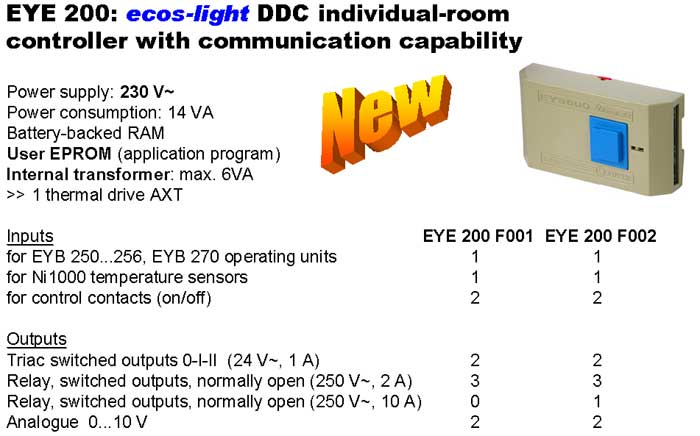 EYE 200: ecos-light DDC individual-room
controller with communication capability
Power supply: 230 V~
Power consumption: 14 VA
Battery-backed RAM
User EPROM (application program)
Internal transformer: max. 6VA
>> 1 thermal drive AXT
New
Inputs EYE 200 F001 EYE 200 F002
for EYB 250...256, EYB 270 operating units 1 1
for Ni1000 temperature sensors 1 1
for control contacts (on/off) 2 2
Outputs
Triac switched outputs 0-I-II (24 V~, 1 A) 2 2
Relay, switched outputs, normally open (250 V~, 2 A) 3 3
Relay, switched outputs, normally open (250 V~, 10 A) 0 1
Analogue 0...10 V 2 2